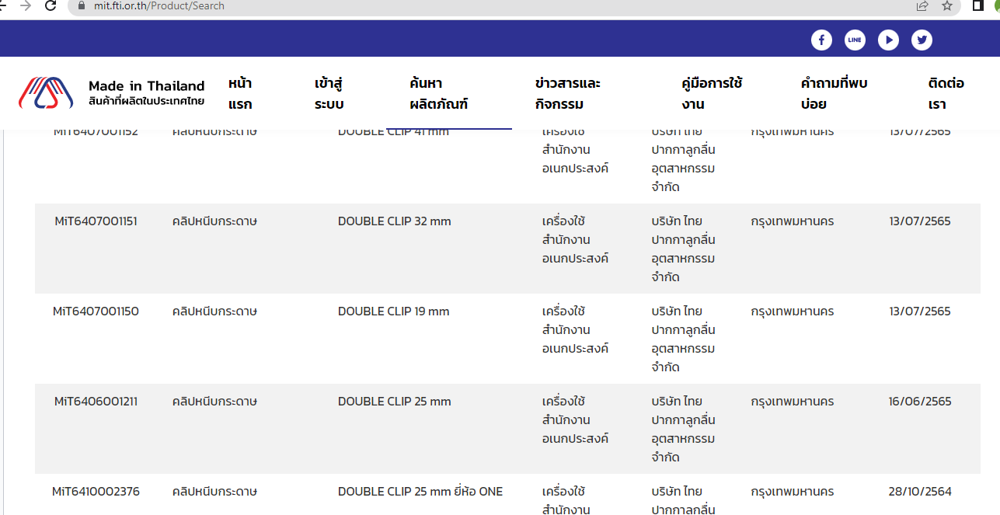 mit.fti.or.th/Product/Search
LINE
Made in Thailand
สินค้าที่ผลิตในประเทศไทย
หน้า
แรก
เข้าสู่
ระบบ
ค้นหา
ผลิตภัณฑ์
ข่าวสารและ
กิจกรรม
คู่มือการใช้
งาน
คำถามที่พบ
บ่อย
ติดต่อ
เรา
MiT6407001152 คลิปหนีบกระดาษ DOUBLE CLIP 41 mm เครื่องใช้ บริษัท ไทย กรุงเทพมหานคร 13/07/2565
สำนักงาน ปากกาลูกลื่น
อเนกประสงค์ อุตสาหกรรม
จำกัด
MiT6407001151 คลิปหนีบกระดาษ DOUBLE CLIP 32 mm เครื่องใช้ บริษัท ไทย กรุงเทพมหานคร 13/07/2565
สำนักงาน ปากกาลูกลื่น
อเนกประสงค์ อุตสาหกรรม
จำกัด
MiT6407001150 คลิปหนีบกระดาษ DOUBLE CLIP 19 mm เครื่องใช้ บริษัท ไทย กรุงเทพมหานคร 13/07/2565
สำนักงาน ปากกาลูกลื่น
อเนกประสงค์ อุตสาหกรรม
จำกัด
MiT6406001211 คลิปหนีบกระดาษ DOUBLE CLIP 25 mm เครื่องใช้ บริษัท ไทย กรุงเทพมหานคร 16/06/2565
สำนักงาน ปากกาลูกลื่น
อเนกประสงค์ อุตสาหกรรม
จำกัด
MiT6410002376 คลิปหนีบกระดาษ DOUBLE CLIP 25 mm ยี่ห้อ ONE เครื่องใช้ บริษัท ไทย กรุงเทพมหานคร 28/10/2564
สำนักงาน ปากกาลูกลื่น